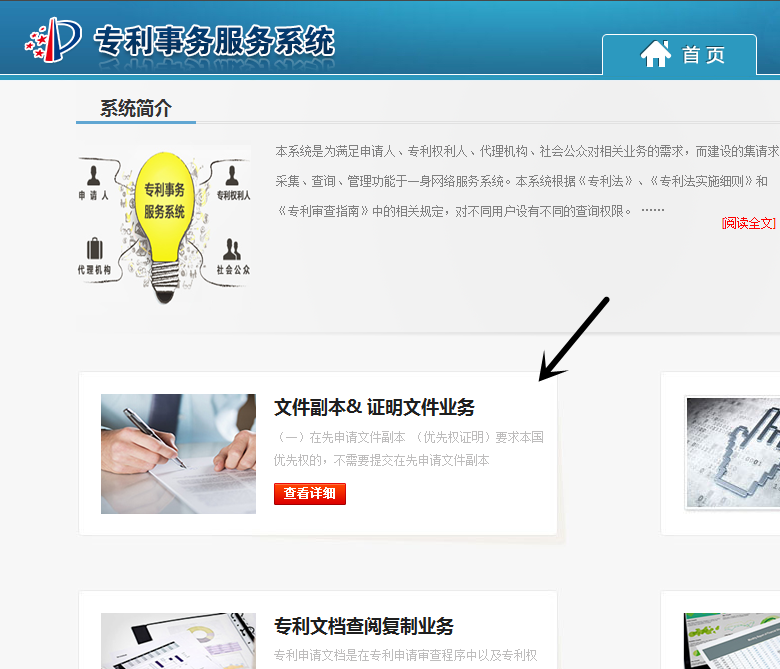 专利事务服务系统
首 页
系统简介
申 请 人
专利事务
服务系统
专利权利人
代理机构
社会公众
本系统是为满足申请人、专利权利人、代理机构、社会公众对相关业务的需求，而建设的集请求
采集、查询、管理功能于一身网络服务系统。本系统根据《专利法》、《专利法实施细则》和
《专利审查指南》中的相关规定，对不同用户设有不同的查询权限。 ……
[阅读全文]
文件副本& 证明文件业务
（一）在先申请文件副本 （优先权证明）要求本国
优先权的，不需要提交在先申请文件副本
查看详细
专利文档查阅复制业务
专利申请文档是在专利申请审查程序中以及专利权